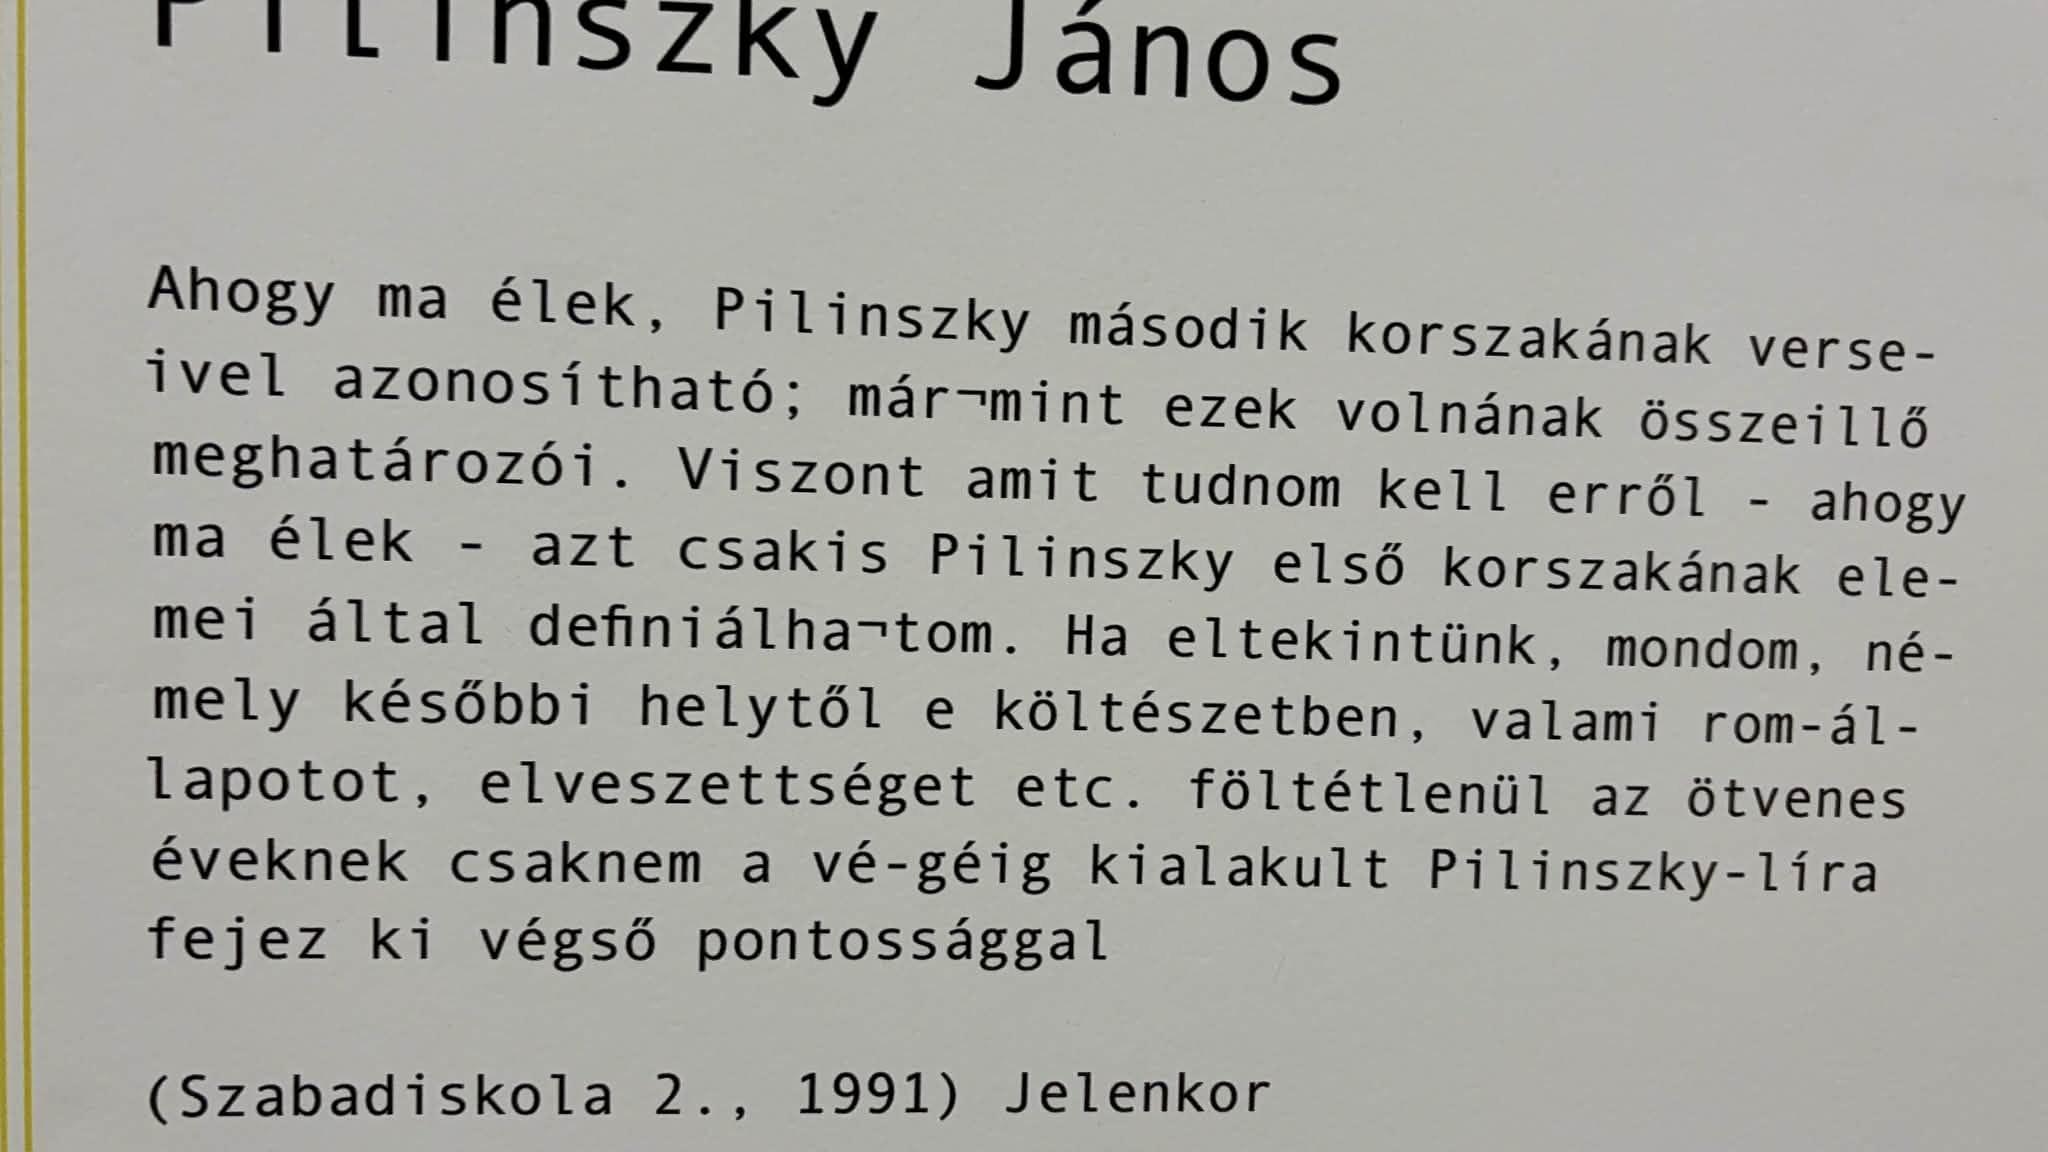 Pilinszky János
Ahogy ma élek, Pilinszky második korszakának verse-
ivel azonosítható; már¬mint ezek volnának összeillő
meghatározói. Viszont amit tudnom kell erről - ahogy
ma élek - azt csakis Pilinszky első korszakának ele-
mei által definiálha¬tom. Ha eltekintünk, mondom, né-
mely későbbi helytől e költészetben, valami rom-ál-
lapotot, elveszettséget etc. föltétlenül az ötvenes
éveknek csaknem a vé-géig kialakult Pilinszky-líra
fejez ki végső pontossággal
(Szabadiskola 2., 1991) Jelenkor